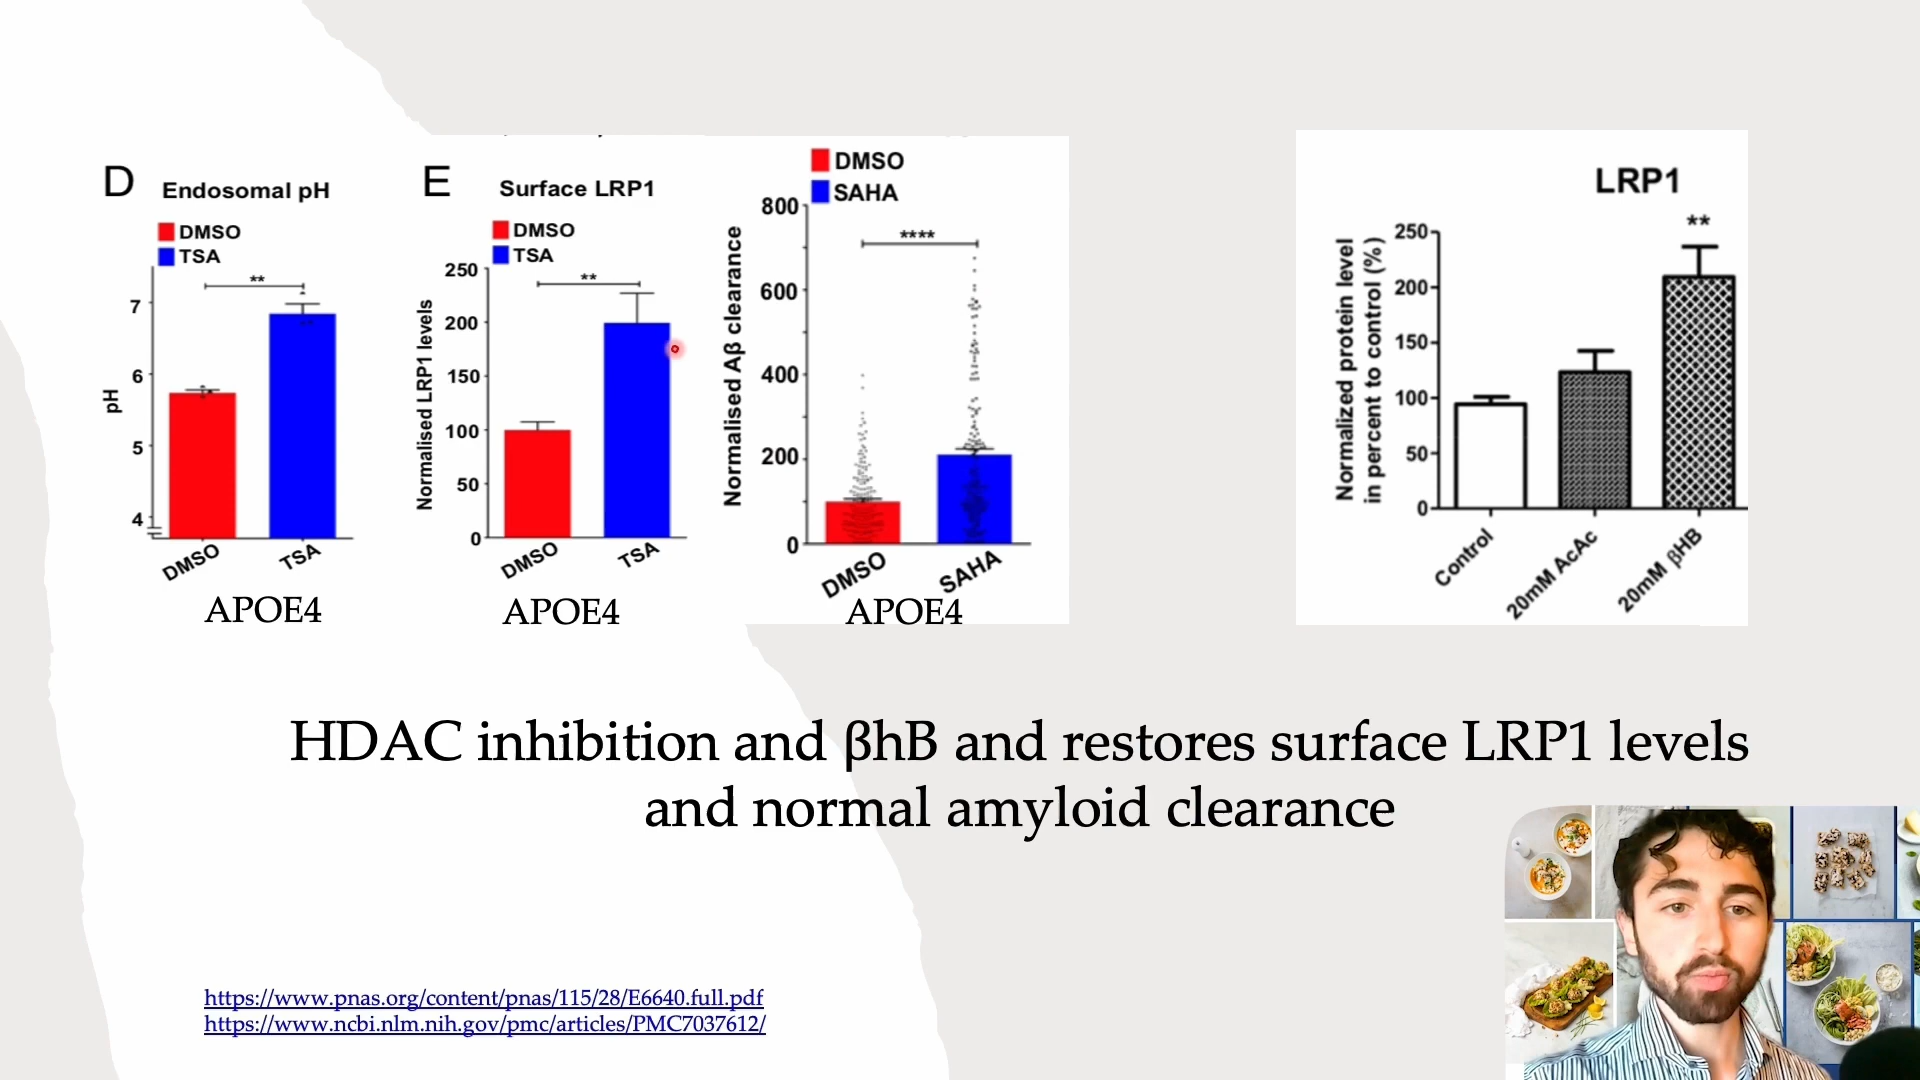 D
Endosomal pH
DMSO
TSA
**
pH
7
6
5
4
DMSO
TSA
APOE4
E
Surface LRP1
DMSO
TSA
**
Normalised LRP1 levels
250
200
150
100
50
0
DMSO
TSA
APOE4
DMSO
SAHA
****
Normalised Aβ clearance
800
600
400
200
0
DMSO
SAHA
APOE4
LRP1
**
Normalized protein level
in percent to control (%)
250
200
150
100
50
0
Control
20mM AcAc
20mM βHB
HDAC inhibition and βhB and restores surface LRP1 levels
and normal amyloid clearance
https://www.pnas.org/content/pnas/115/28/E6640.full.pdf
https://www.ncbi.nlm.nih.gov/pmc/articles/PMC7037612/